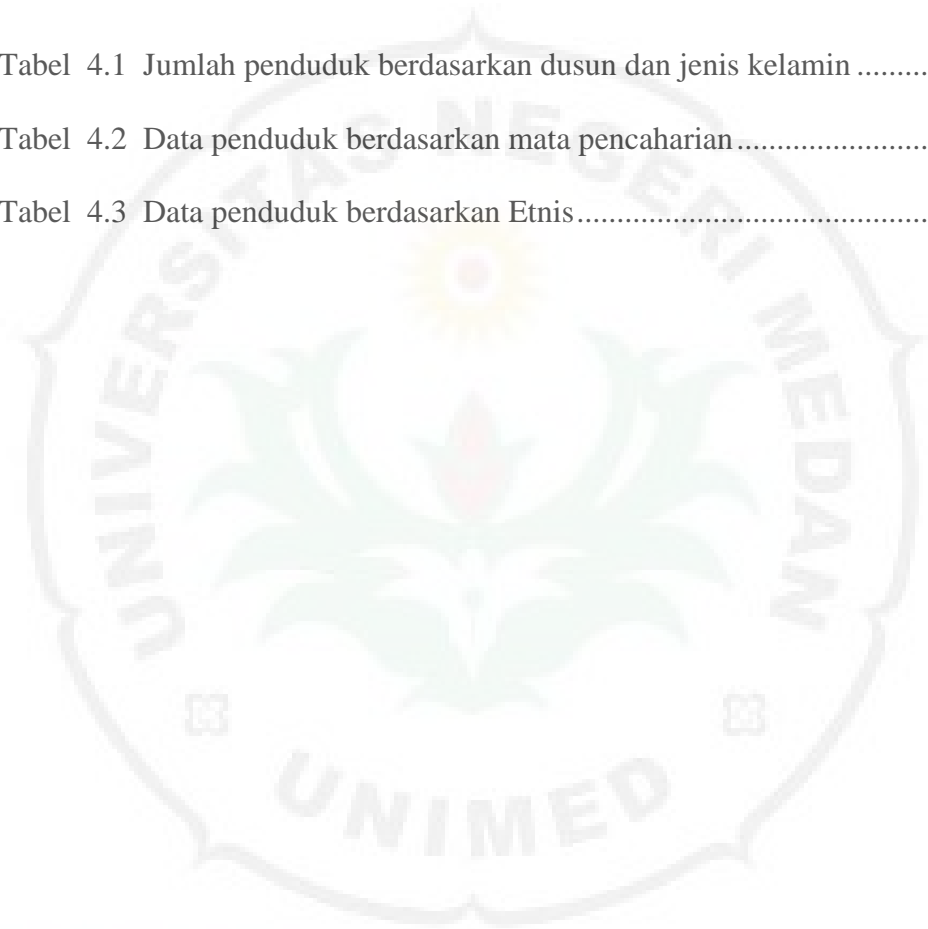 Tabel 4.1 Jumlah penduduk berdasarkan dusun dan jenis kelamin .........
Tabel 4.2 Data penduduk berdasarkan mata pencaharian ........................
Tabel 4.3 Data penduduk berdasarkan Etnis ............................................
UNIVERSITAS NEGERI MEDAN
UNIMED